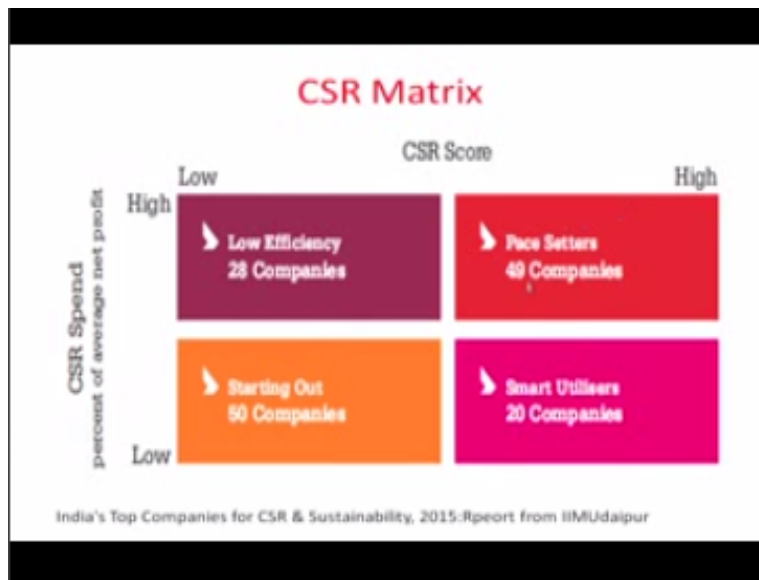 CSR Matrix
CSR Score
Low
High
High
CSR Spend
percent of average net profit
Low Efficiency
28 Companies
Pace Setters
49 Companies
Starting Out
50 Companies
Smart Utilisers
20 Companies
Low
India's Top Companies for CSR & Sustainability, 2015:Rpeort from IIMUdaipur